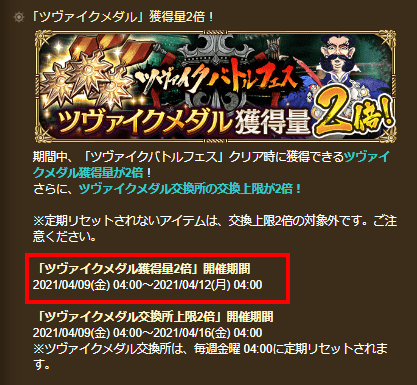 「ツヴァイクメダル」獲得量2倍！
ツヴァイクバトルフェス
ツヴァイクメダル獲得量2倍!
期間中、「ツヴァイクバトルフェス」クリア時に獲得できるツヴァイ
クメダル獲得量が2倍！
さらに、ツヴァイクメダル交換所の交換上限が2倍！
※定期リセットされないアイテムは、交換上限2倍の対象外です。ご注
意ください。
「ツヴァイクメダル獲得量2倍」開催期間
2021/04/09(金) 04:00～2021/04/12(月) 04:00
「ツヴァイクメダル交換所上限2倍」開催期間
2021/04/09(金) 04:00～2021/04/16(金) 04:00
※ツヴァイクメダル交換所は、毎週金曜 04:00に定期リセットされま
す。